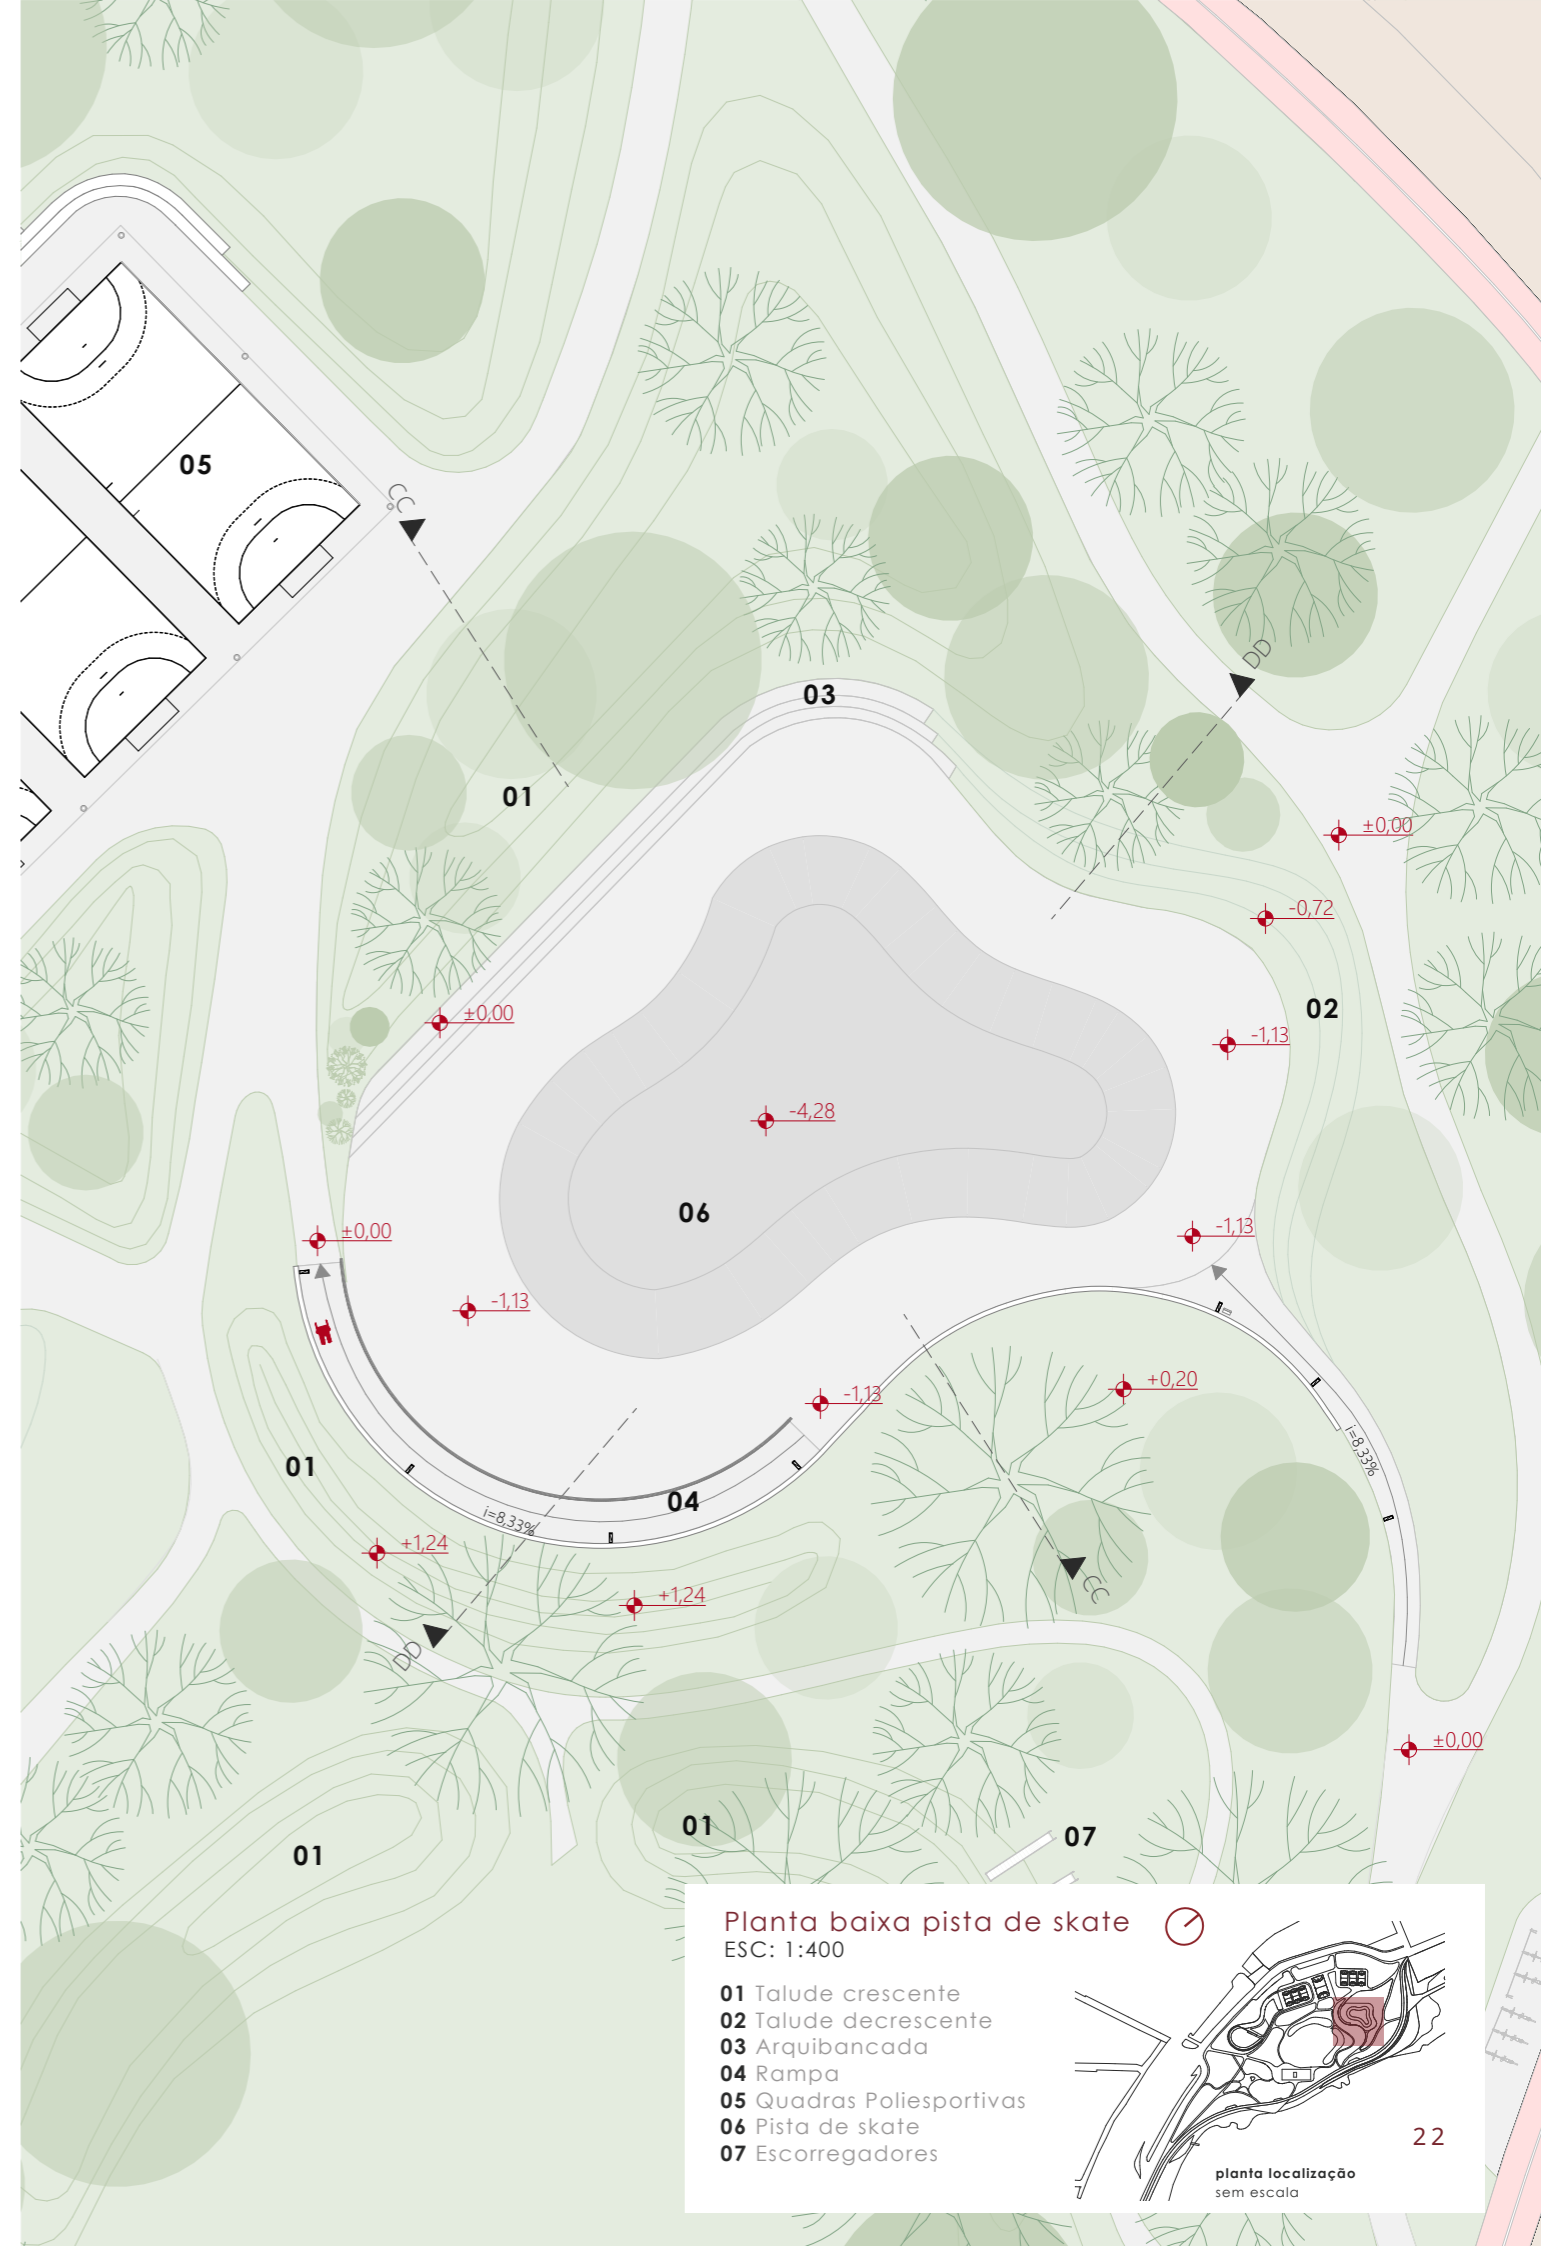 05
CC
03
DD
01
±0,00
-0,72
02
±0,00
-1,13
-4,28
06
±0,00
-1,13
-1,13
+0,20
-1,13
i=8,33%
01
04
i=8,33%
+1,24
CC
+1,24
DD
±0,00
01
07
01
Planta baixa pista de skate
ESC: 1:400
01 Talude crescente
02 Talude decrescente
03 Arquibancada
04 Rampa
05 Quadras Poliesportivas
06 Pista de skate
07 Escorregadores
22
planta localização
sem escala